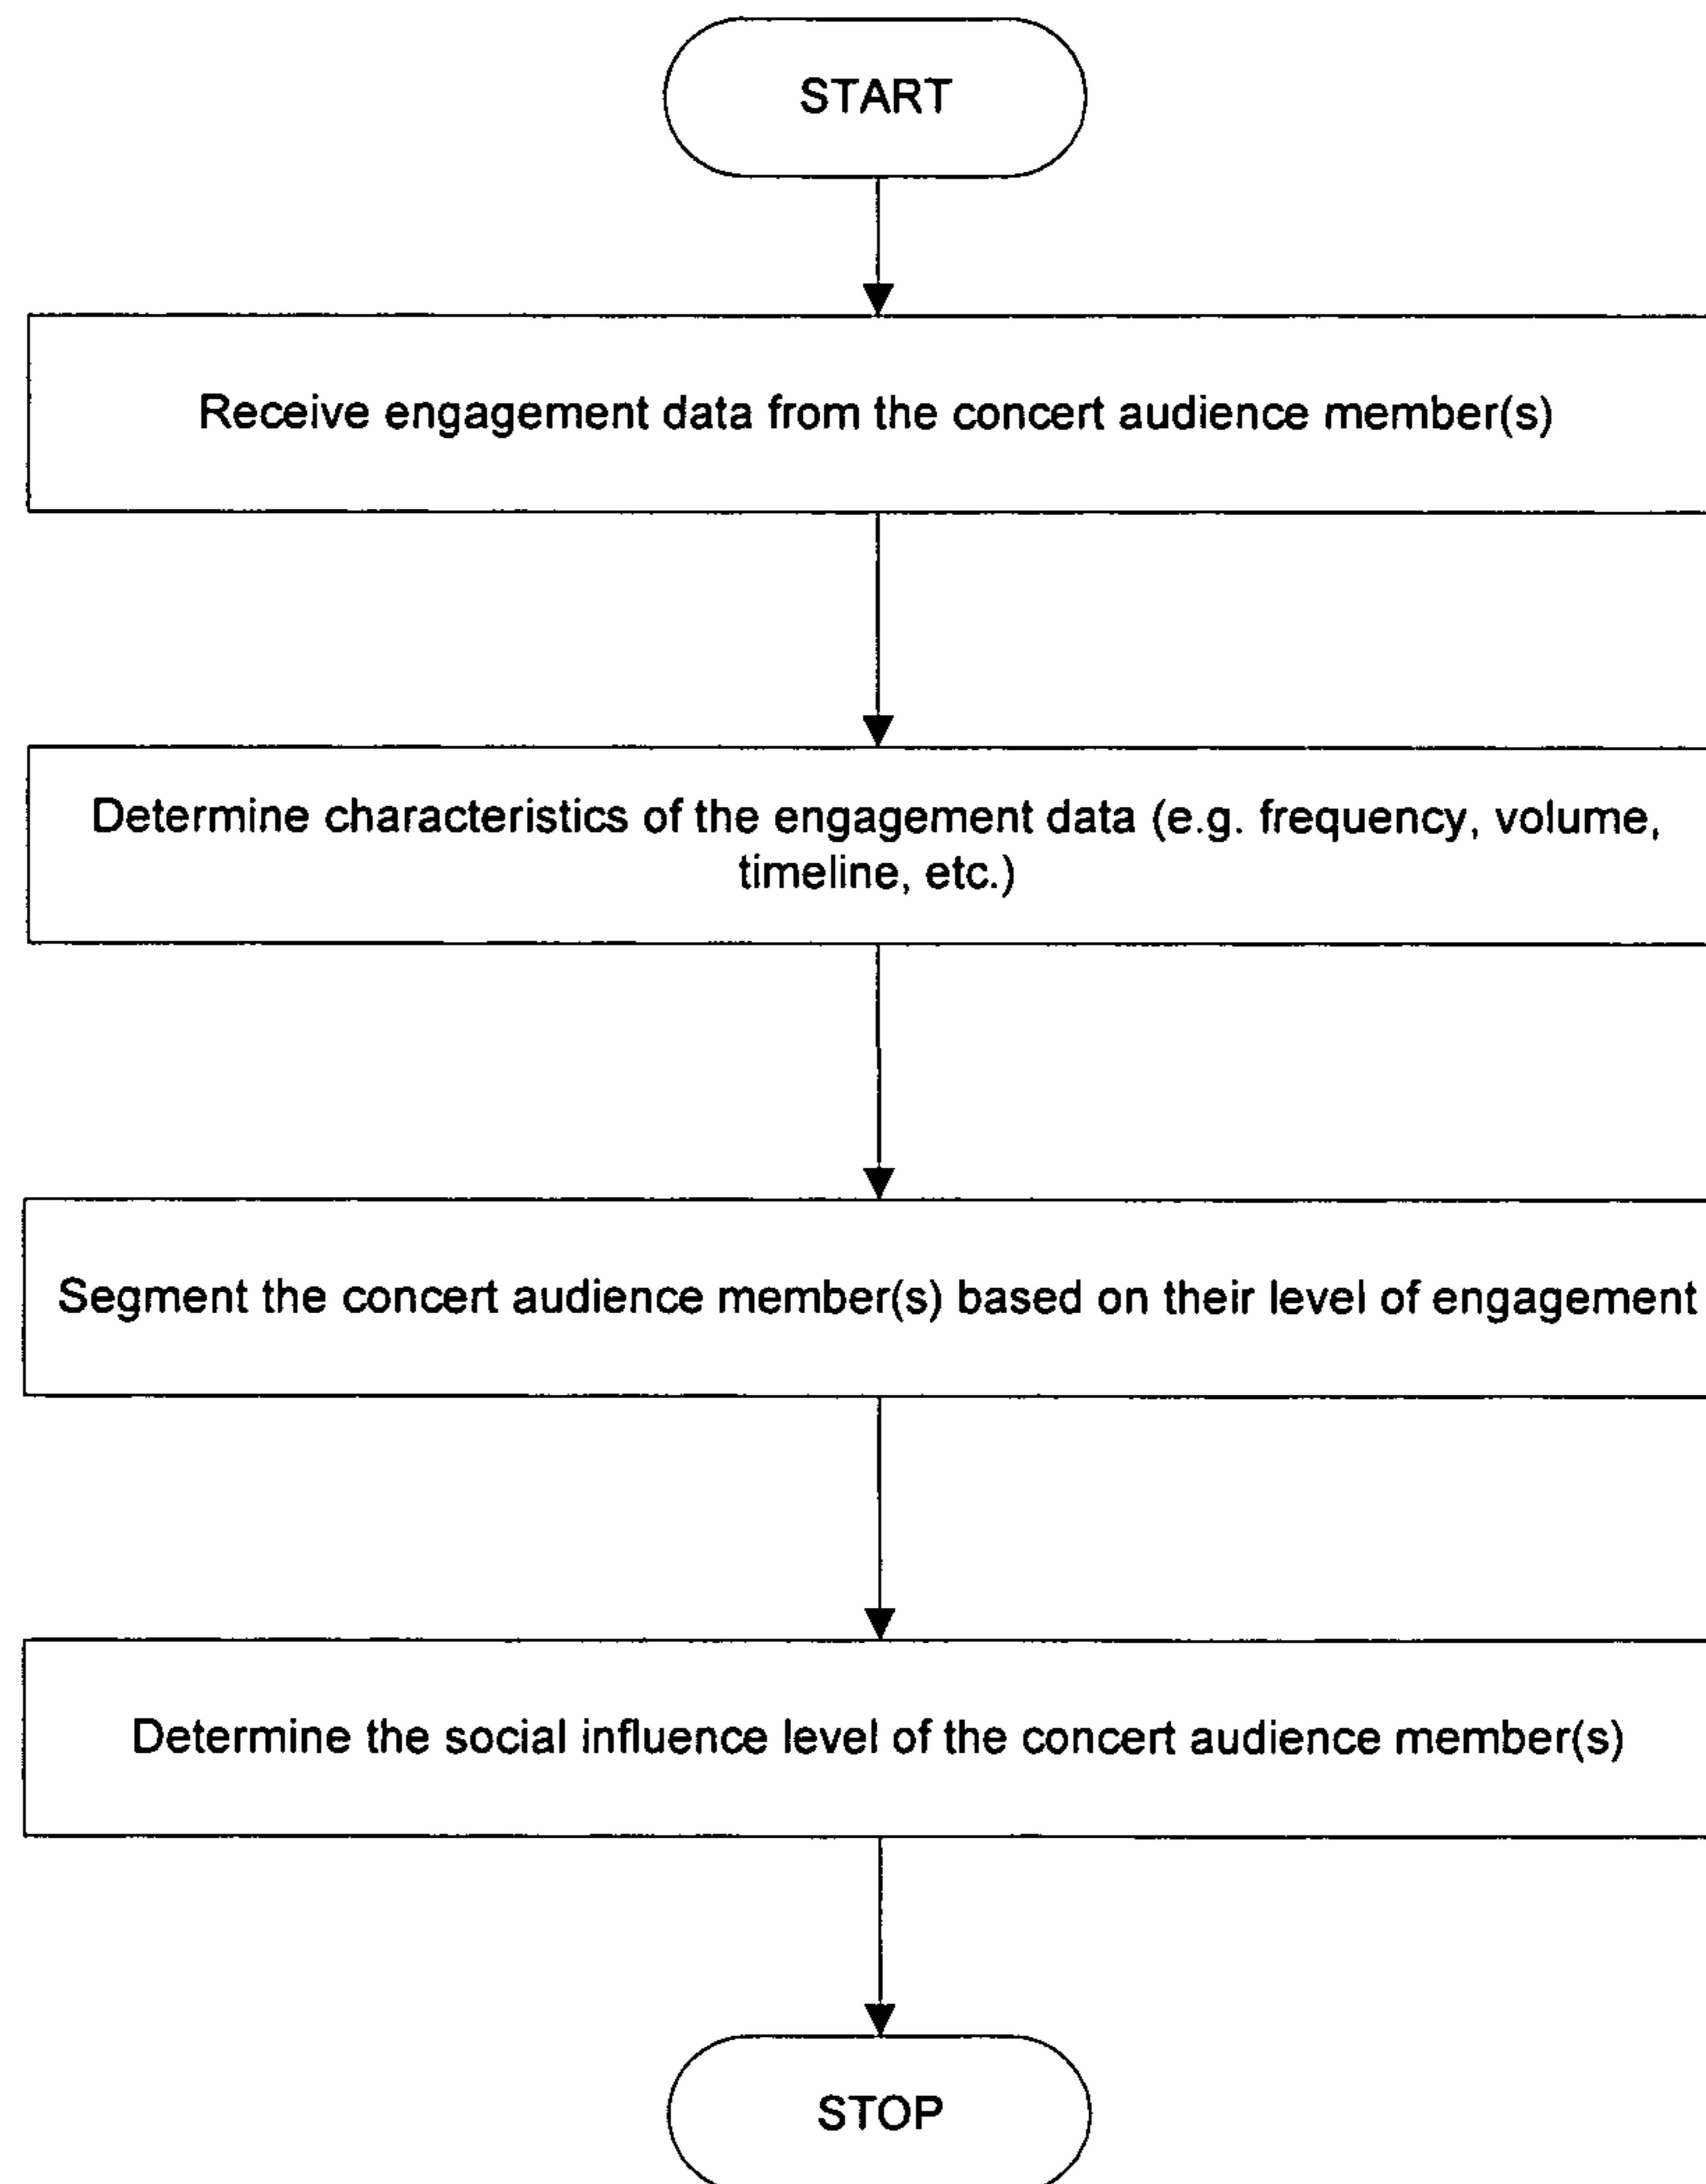 START
Receive engagement data from the concert audience member(s)
Determine characteristics of the engagement data (e.g. frequency, volume,
timeline, etc.)
Segment the concert audience member(s) based on their level of engagement
Determine the social influence level of the concert audience member(s)
STOP